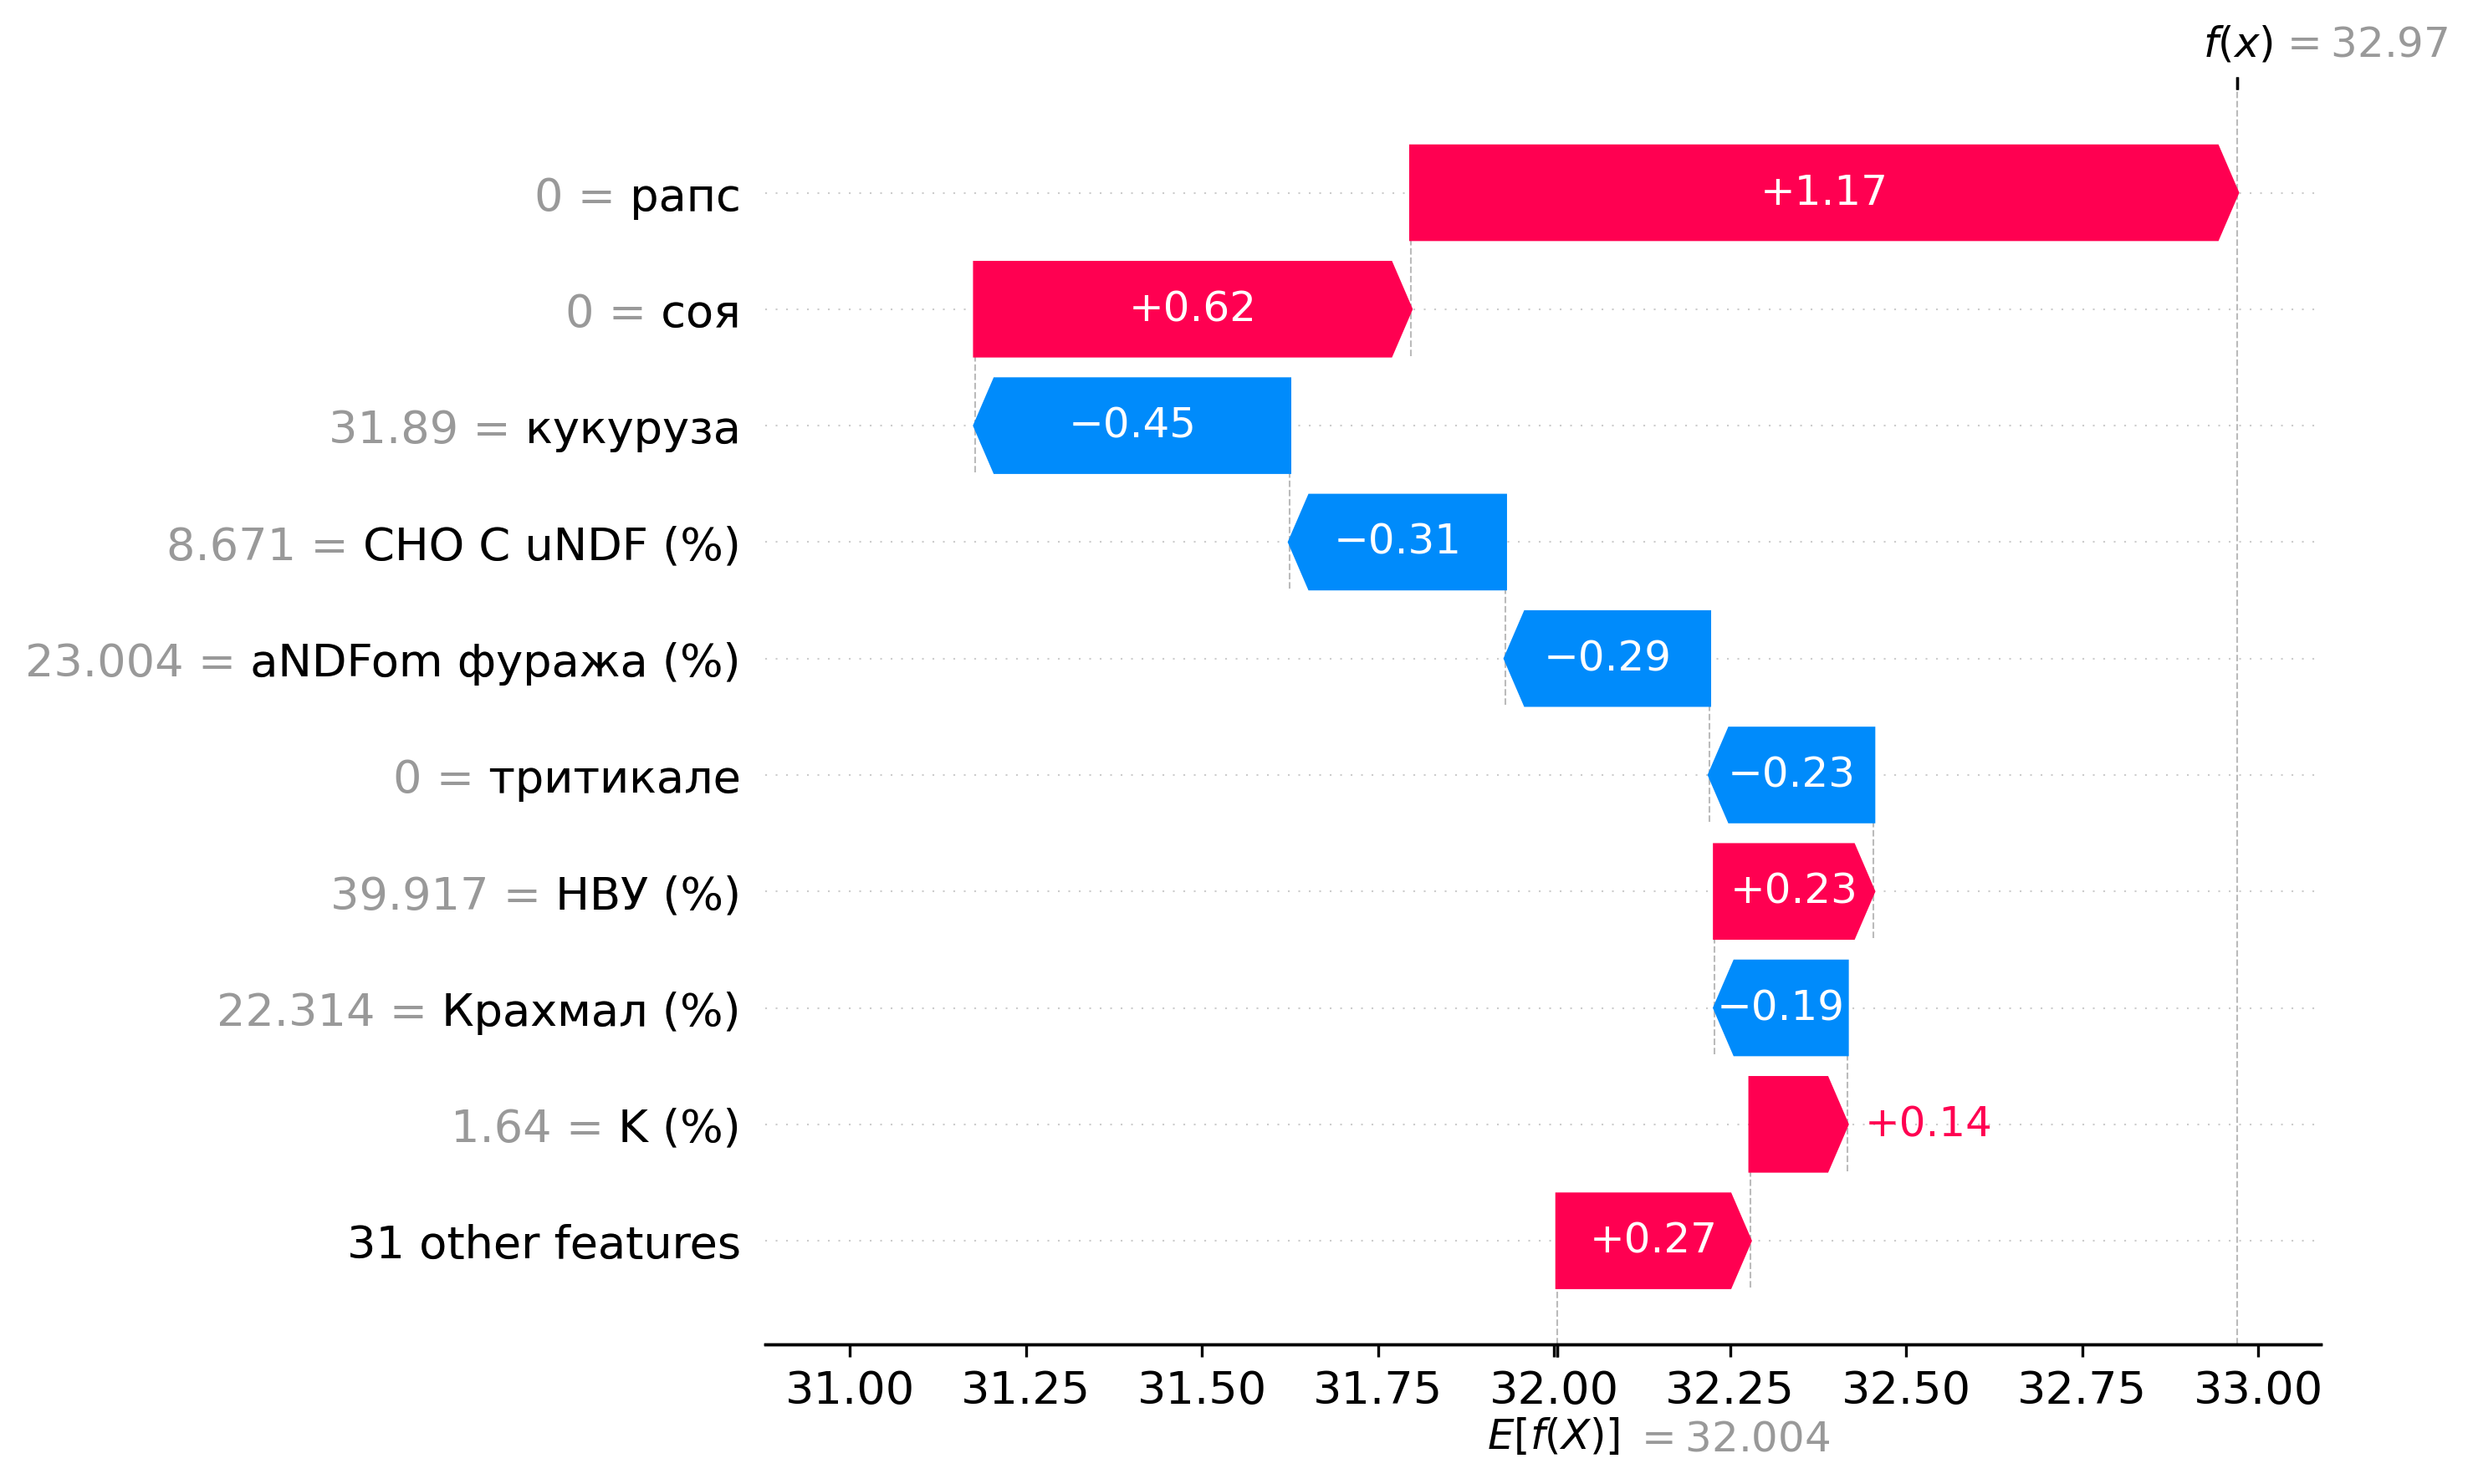 f(x) = 32.97
0 = рапс
+1.17
0 = соя
+0.62
31.89 = кукуруза
−0.45
8.671 = CHO C uNDF (%)
−0.31
23.004 = aNDFom фуража (%)
−0.29
0 = тритикале
−0.23
39.917 = НВУ (%)
+0.23
22.314 = Крахмал (%)
−0.19
1.64 = K (%)
+0.14
31 other features
+0.27
31.00 31.25 31.50 31.75 32.00 32.25 32.50 32.75 33.00
E[f(X)] = 32.004